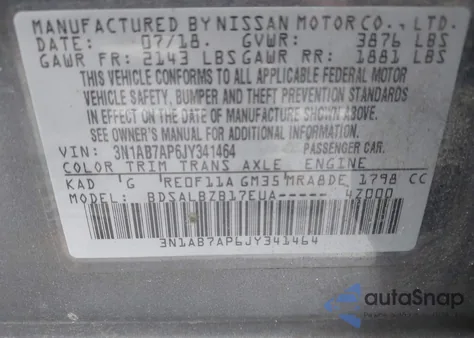 MANUFACTURED BY NISSAN MOTOR CO., LTD.
DATE: 07/18. GVWR: 3876 LBS
GAWR FR: 2143 LBS GAWR RR: 1881 LBS
THIS VEHICLE CONFORMS TO ALL APPLICABLE FEDERAL MOTOR
VEHICLE SAFETY, BUMPER AND THEFT PREVENTION STANDARDS
IN EFFECT ON THE DATE OF MANUFACTURE SHOWN ABOVE.
SEE OWNER'S MANUAL FOR ADDITIONAL INFORMATION.
VIN: 3N1AB7AP6JY341464 PASSENGER CAR.
COLOR TRIM TRANS AXLE ENGINE
KAD G RE0F11A GM35 MRA8DE 1798 CC
MODEL: BDSALBZB17EUA----- 4Z000
3N1AB7AP6JY341464
autoSnap